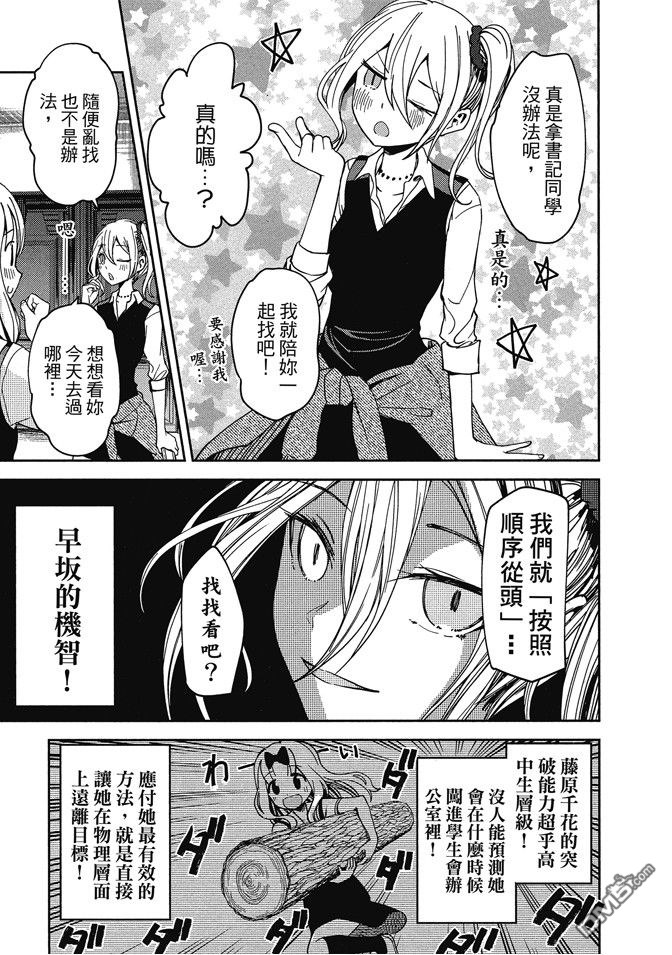 真是拿書記同學
沒辦法呢，
真是的…
真的嗎…？
我就陪妳一
起找吧！
要感謝我
喔…
隨便亂找
也不是辦
法，
嗯
……
想想看妳
今天去過
哪裡…
我們就「按照
順序從頭」…
找找看吧？
早坂的機智！
藤原千花的突
破能力超乎高
中生層級！
沒人能預測她
會在什麼時候
闖進學生會辦
公室裡！
わーい
應付她最有效的
方法，就是直接
讓她在物理層面
上遠離目標！
ダダ
ダダ
ダダ
ダダ
ダダ
DM5.com